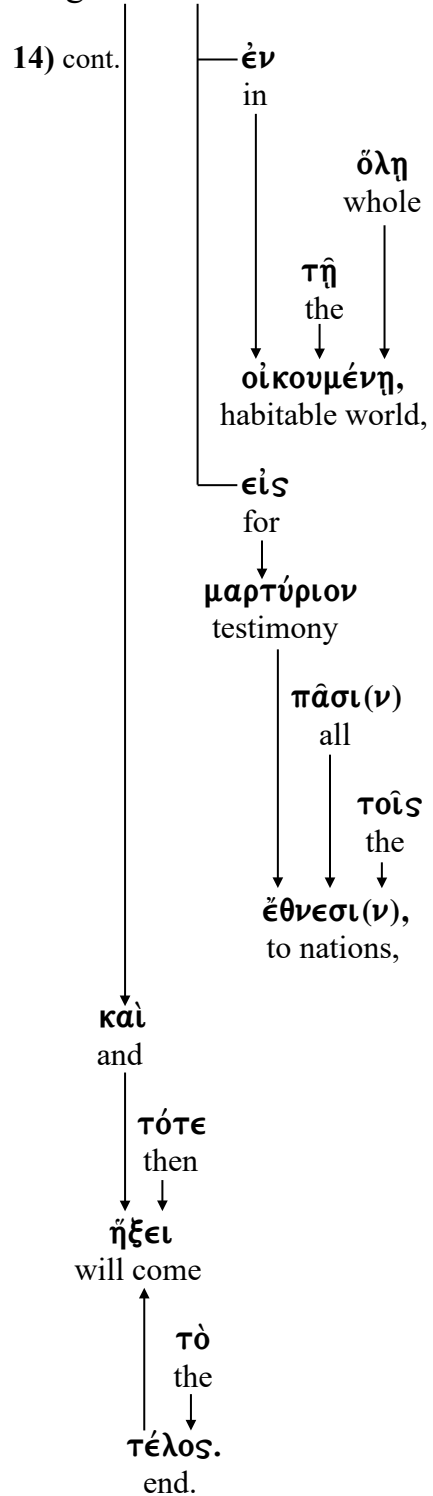 14) cont.
ἐν
in
ὅλῃ
whole
τῇ
the
οἰκουμένῃ,
habitable world,
εἰς
for
μαρτύριον
testimony
πᾶσι(ν)
all
τοῖς
the
ἔθνεσι(ν),
to nations,
καὶ
and
τότε
then
ἥξει
will come
τὸ
the
τέλος.
end.